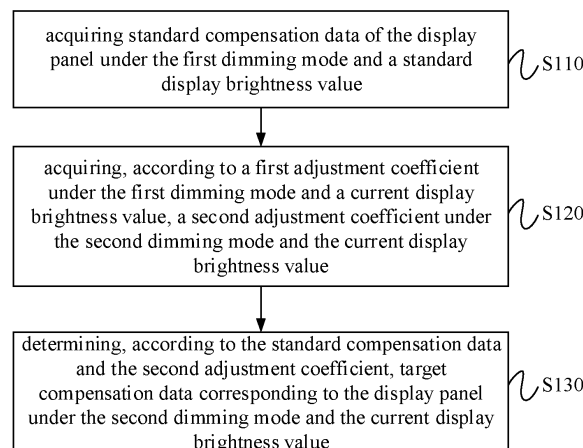 acquiring standard compensation data of the display
panel under the first dimming mode and a standard
display brightness value
S110
acquiring, according to a first adjustment coefficient
under the first dimming mode and a current display
brightness value, a second adjustment coefficient under
the second dimming mode and the current display
brightness value
S120
determining, according to the standard compensation data
and the second adjustment coefficient, target
compensation data corresponding to the display panel
under the second dimming mode and the current display
brightness value
S130